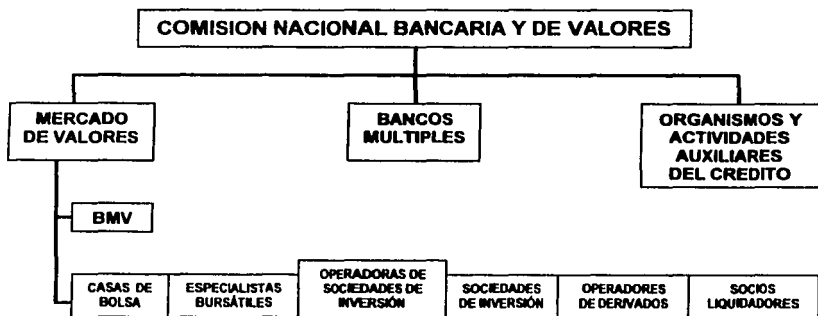 COMISION NACIONAL BANCARIA Y DE VALORES
MERCADO
DE VALORES
BANCOS
MULTIPLES
ORGANISMOS Y
ACTIVIDADES
AUXILIARES
DEL CREDITO
BMV
CASAS DE
BOLSA
ESPECIALISTAS
BURSÁTILES
OPERADORAS DE
SOCIEDADES DE
INVERSIÓN
SOCIEDADES
DE INVERSIÓN
OPERADORES
DE DERIVADOS
SOCIOS
LIQUIDADORES